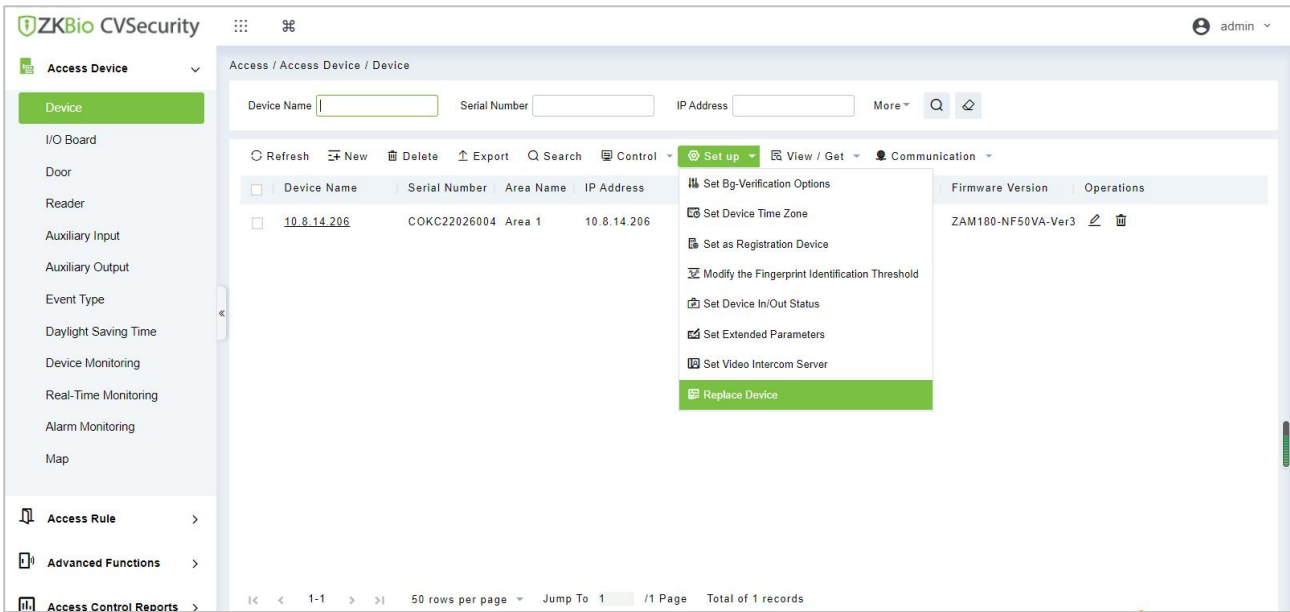 ZKBio CVSecurity
admin
Access Device
Device
I/O Board
Door
Reader
Auxiliary Input
Auxiliary Output
Event Type
Daylight Saving Time
Device Monitoring
Real-Time Monitoring
Alarm Monitoring
Map
Access Rule
Advanced Functions
Access Control Reports
Access / Access Device / Device
Device Name Serial Number IP Address More
Refresh New Delete Export Search Control Set up View / Get Communication
Device Name Serial Number Area Name IP Address Firmware Version Operations
10.8.14.206 COKC22026004 Area 1 10.8.14.206 ZAM180-NF50VA-Ver3
Set Bg-Verification Options
Set Device Time Zone
Set as Registration Device
Modify the Fingerprint Identification Threshold
Set Device In/Out Status
Set Extended Parameters
Set Video Intercom Server
Replace Device
1-1 50 rows per page Jump To 1 /1 Page Total of 1 records